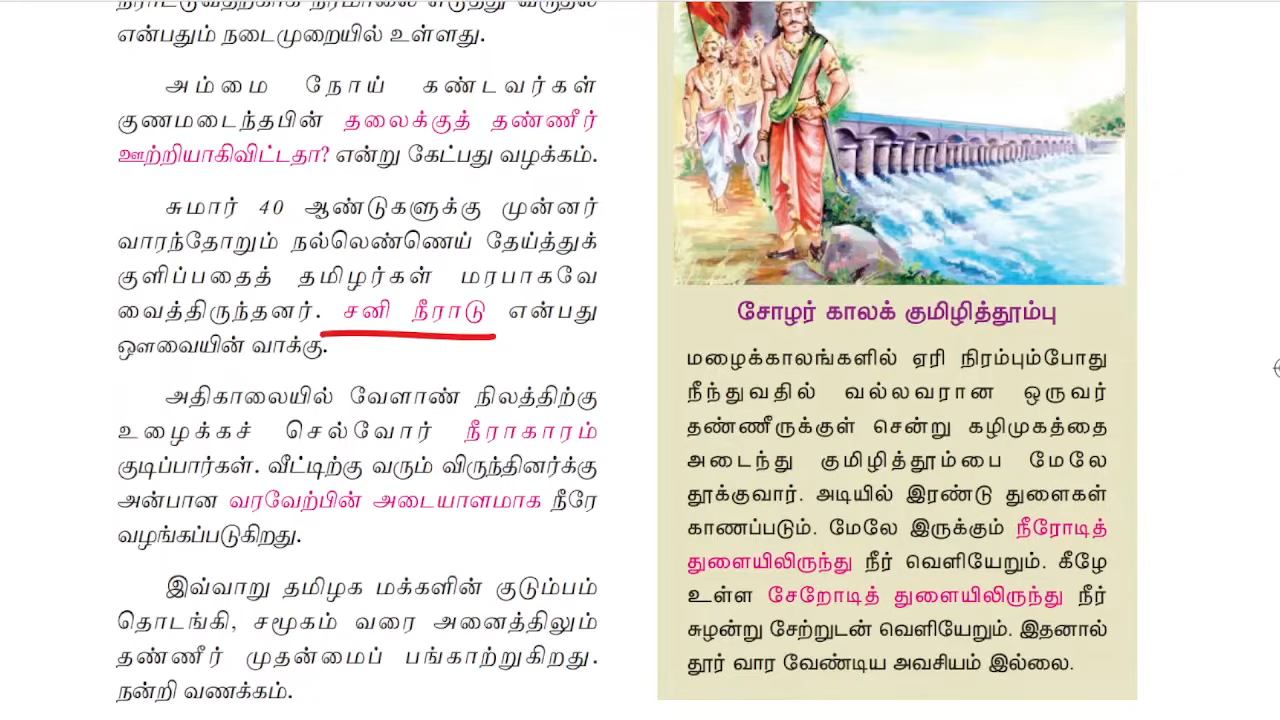 என்பதும் நடைமுறையில் உள்ளது.
அம்மை நோய் கண்டவர்கள்
குணமடைந்தபின் தலைக்குத் தண்ணீர்
ஊற்றியாகிவிட்டதா? என்று கேட்பது வழக்கம்.
சுமார் 40 ஆண்டுகளுக்கு முன்னர்
வாரந்தோறும் நல்லெண்ணெய் தேய்த்துக்
குளிப்பதைத் தமிழர்கள் மரபாகவே
வைத்திருந்தனர். சனி நீராடு என்பது
ஔவையின் வாக்கு.
அதிகாலையில் வேளாண் நிலத்திற்கு
உழைக்கச் செல்வோர் நீராகாரம்
குடிப்பார்கள். வீட்டிற்கு வரும் விருந்தினர்க்கு
அன்பான வரவேற்பின் அடையாளமாக நீரே
வழங்கப்படுகிறது.
இவ்வாறு தமிழக மக்களின் குடும்பம்
தொடங்கி, சமூகம் வரை அனைத்திலும்
தண்ணீர் முதன்மைப் பங்காற்றுகிறது.
நன்றி வணக்கம்.
சோழர் காலக் குமிழித்தூம்பு
மழைக்காலங்களில் ஏரி நிரம்பும்போது
நீந்துவதில் வல்லவரான ஒருவர்
தண்ணீருக்குள் சென்று கழிமுகத்தை
அடைந்து குமிழித்தூம்பை மேலே
தூக்குவார். அடியில் இரண்டு துளைகள்
காணப்படும். மேலே இருக்கும் நீரோடித்
துளையிலிருந்து நீர் வெளியேறும். கீழே
உள்ள சேறோடித் துளையிலிருந்து நீர்
சுழன்று சேற்றுடன் வெளியேறும். இதனால்
தூர் வார வேண்டிய அவசியம் இல்லை.